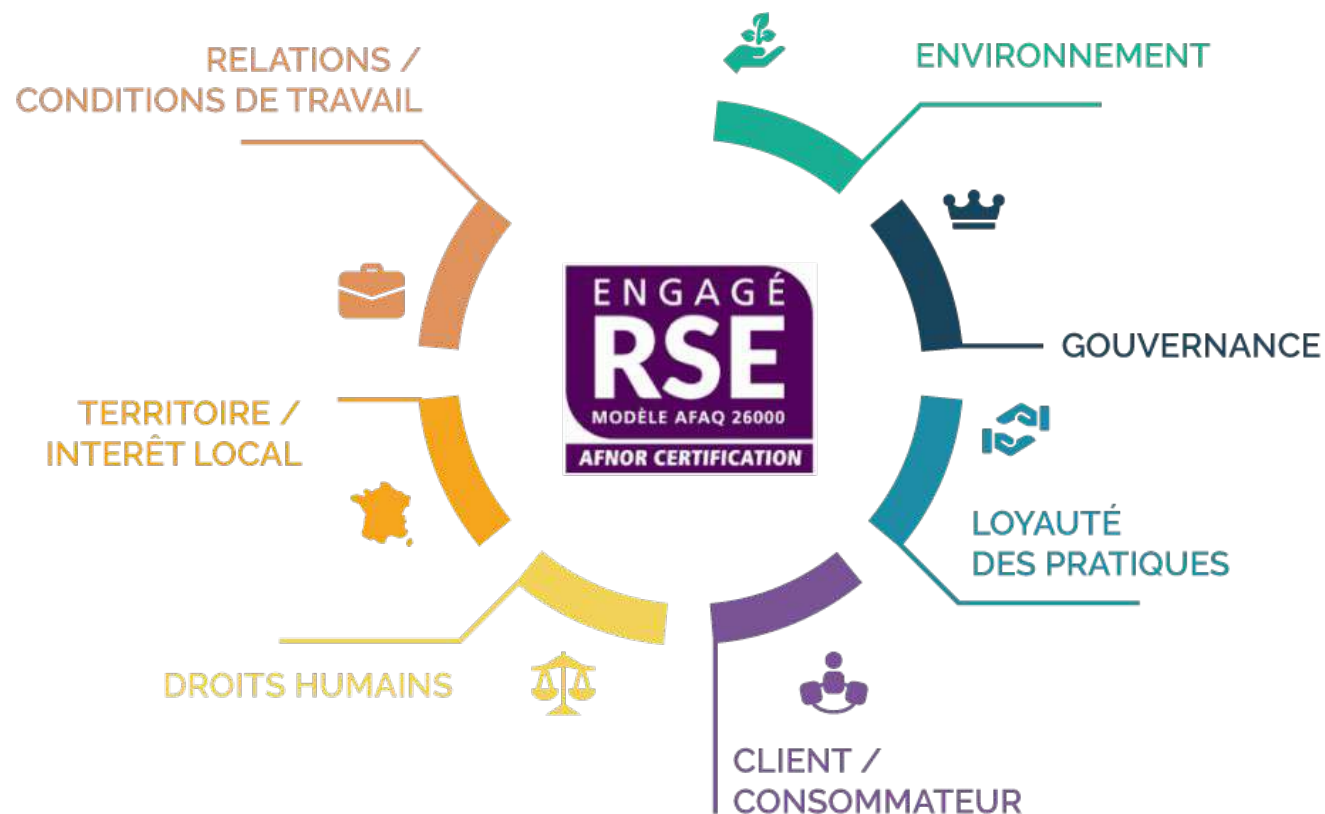 RELATIONS /
CONDITIONS DE TRAVAIL
ENVIRONNEMENT
ENGAGÉ
RSE
MODÈLE AFAQ 26000
AFNOR CERTIFICATION
GOUVERNANCE
TERRITOIRE /
INTERÊT LOCAL
LOYAUTÉ
DES PRATIQUES
DROITS HUMAINS
CLIENT /
CONSOMMATEUR